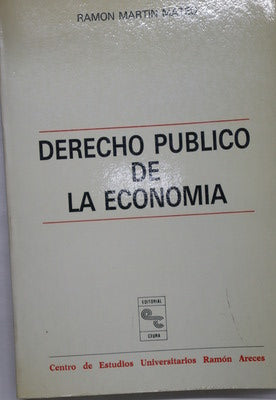 RAMON MARTIN MATEO
DERECHO PUBLICO
DE
LA ECONOMIA
EDITORIAL
CEURA
Centro de Estudios Universitarios Ramón Areces